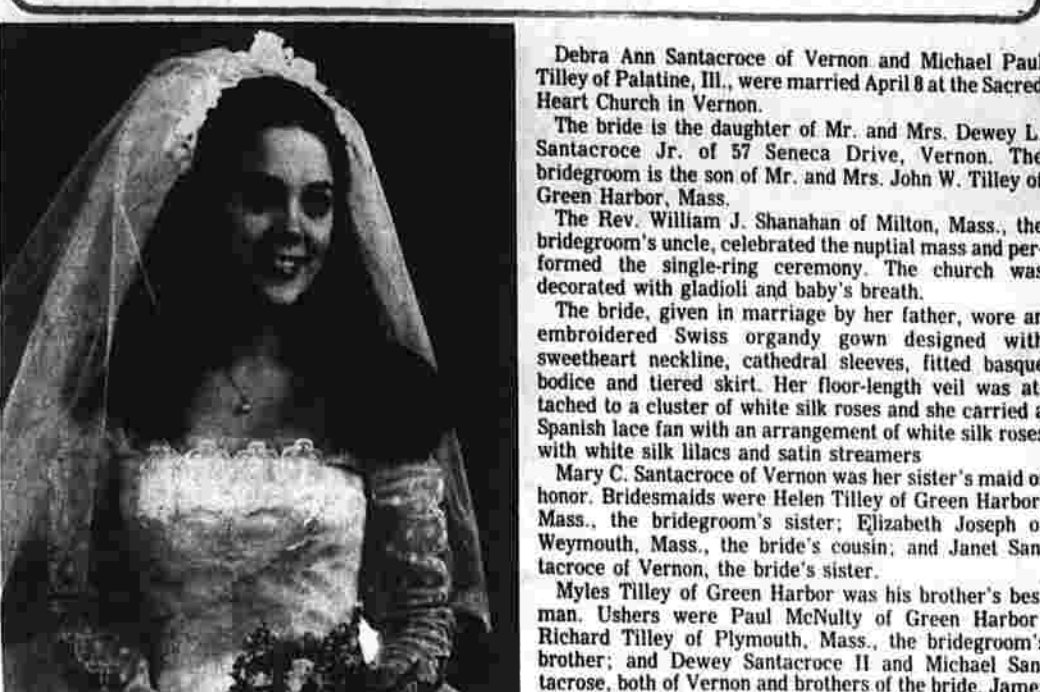 Debra Ann Santacroce of Vernon and Michael Paul
Tilley of Palatine, Ill., were married April 8 at the Sacred
Heart Church in Vernon.
The bride is the daughter of Mr. and Mrs. Dewey L.
Santacroce Jr. of 57 Seneca Drive, Vernon. The
bridegroom is the son of Mr. and Mrs. John W. Tilley of
Green Harbor, Mass.
The Rev. William J. Shanahan of Milton, Mass., the
bridegroom's uncle, celebrated the nuptial mass and per-
formed the single-ring ceremony. The church was
decorated with gladioli and baby's breath.
The bride, given in marriage by her father, wore an
embroidered Swiss organdy gown designed with
sweetheart neckline, cathedral sleeves, fitted basque
bodice and tiered skirt. Her floor-length veil was at
tached to a cluster of white silk roses and she carried a
Spanish lace fan with an arrangement of white silk roses
with white silk lilacs and satin streamers
Mary C. Santacroce of Vernon was her sister's maid o
honor. Bridesmaids were Helen Tilley of Green Harbor
Mass., the bridegroom's sister; Elizabeth Joseph o
Weymouth, Mass., the bride's cousin; and Janet San
tacroce of Vernon, the bride's sister.
Myles Tilley of Green Harbor was his brother's bes
man. Ushers were Paul McNulty of Green Harbor
Richard Tilley of Plymouth, Mass., the bridegroom's
brother; and Dewey Santacroce II and Michael San
tacrose, both of Vernon and brothers of the bride. Jame